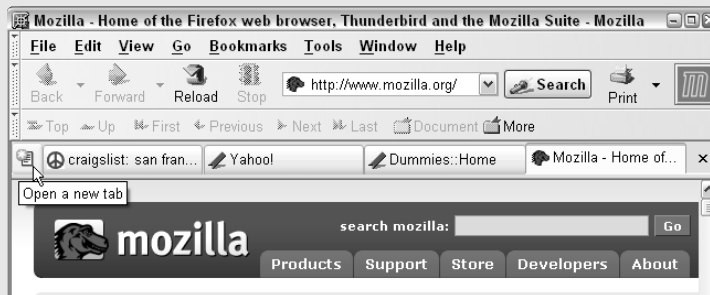 Mozilla - Home of the Firefox web browser, Thunderbird and the Mozilla Suite - Mozilla
File Edit View Go Bookmarks Tools Window Help
Back Forward Reload Stop http://www.mozilla.org/ Search Print m
Top Up First Previous Next Last Document More
craigslist: san fran... Yahoo! Dummies::Home Mozilla - Home of...
Open a new tab
search mozilla: Go
mozilla
Products Support Store Developers About